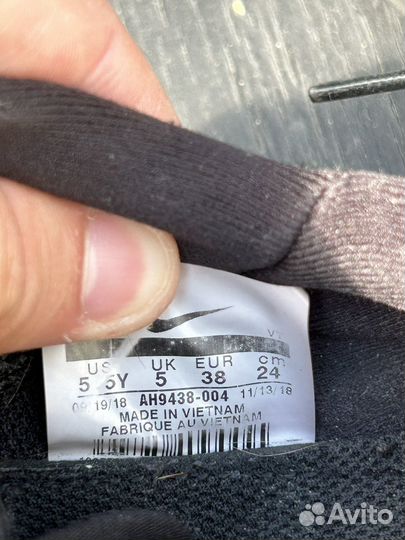 US UK EUR cm
5.5Y 5 38 24
09/19/18 AH9438-004 11/13/18
MADE IN VIETNAM
FABRIQUE AU VIETNAM
Avito